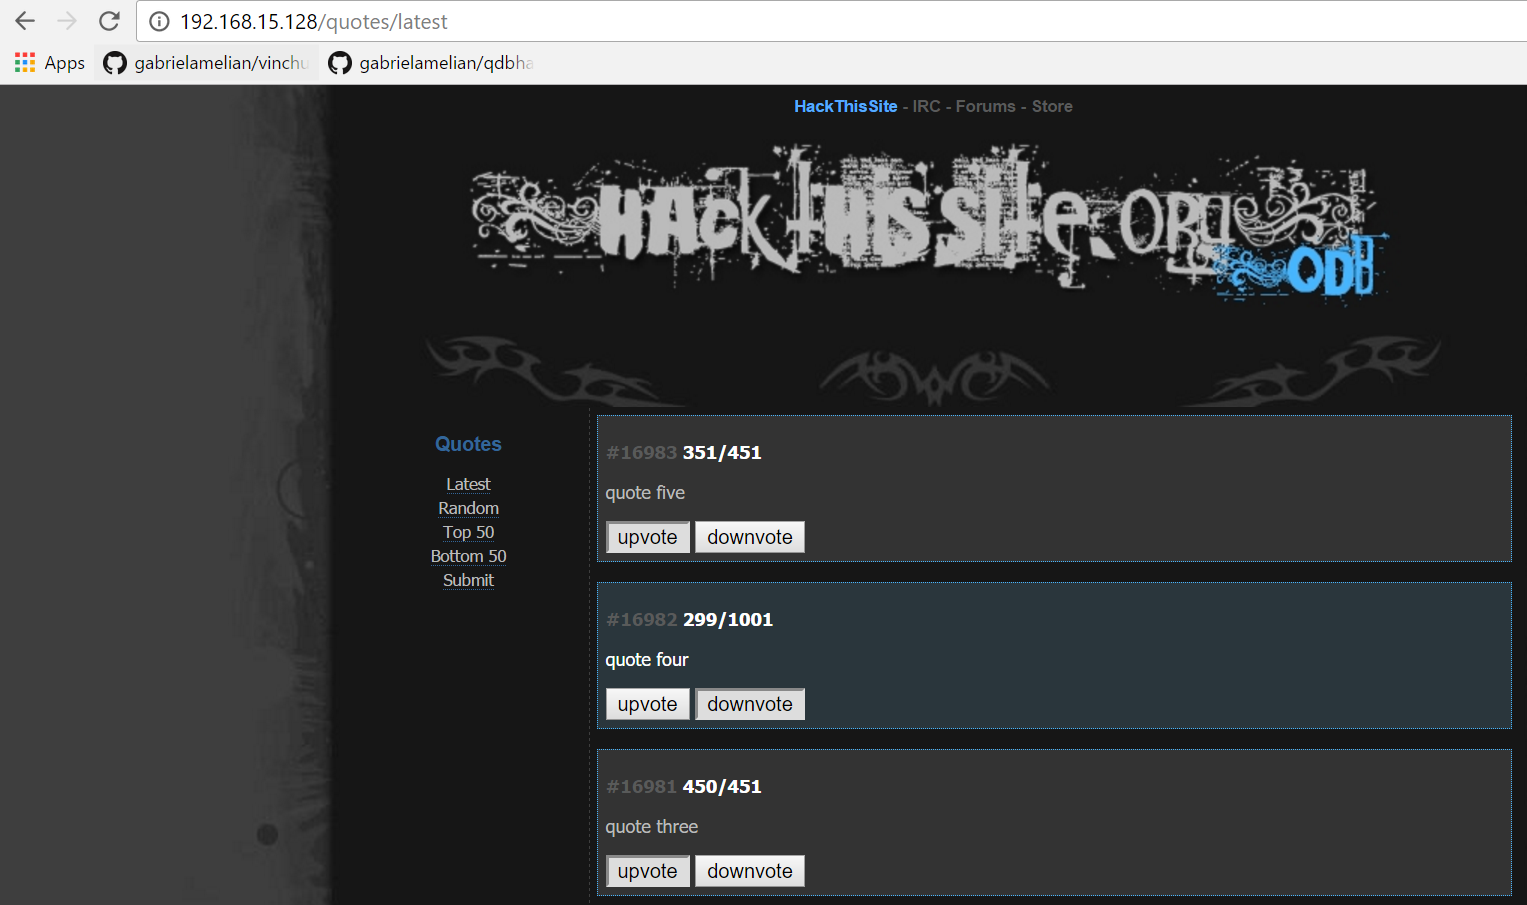 192.168.15.128/quotes/latest
Apps gabrielamelian/vinchu gabrielamelian/qdbha
HackThisSite - IRC - Forums - Store
HackThisSite.org
QDB
Quotes
Latest
Random
Top 50
Bottom 50
Submit
#16983 351/451
quote five
upvote downvote
#16982 299/1001
quote four
upvote downvote
#16981 450/451
quote three
upvote downvote